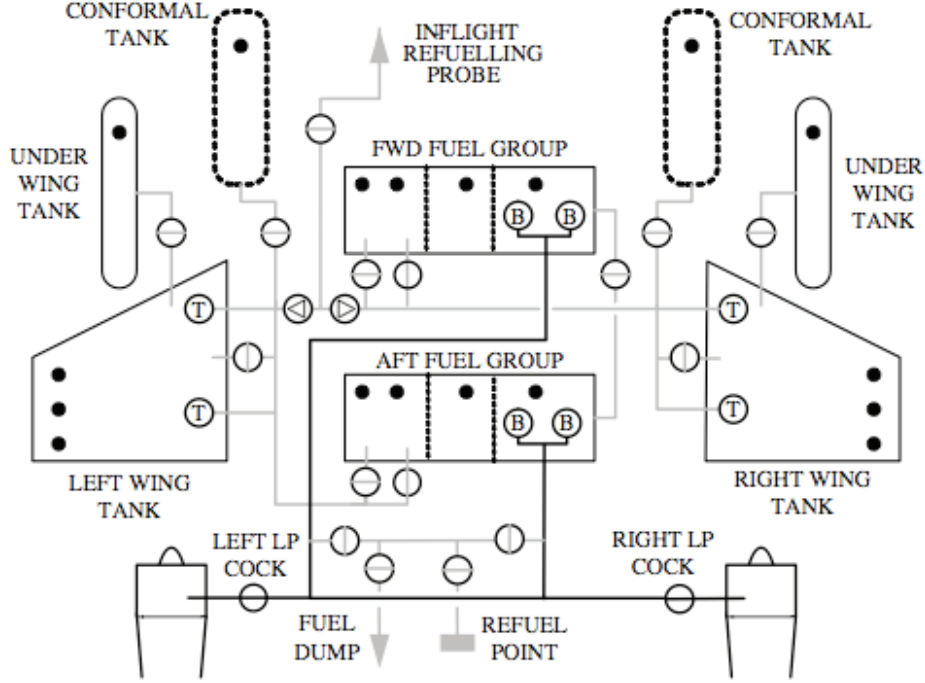 CONFORMAL
TANK
INFLIGHT
REFUELLING
PROBE
CONFORMAL
TANK
UNDER
WING
TANK
FWD FUEL GROUP
UNDER
WING
TANK
B
B
T
T
AFT FUEL GROUP
T
B
B
T
LEFT WING
TANK
RIGHT WING
TANK
LEFT LP
COCK
RIGHT LP
COCK
FUEL
DUMP
REFUEL
POINT